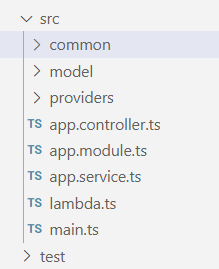 src
common
model
providers
TS app.controller.ts
TS app.module.ts
TS app.service.ts
TS lambda.ts
TS main.ts
test